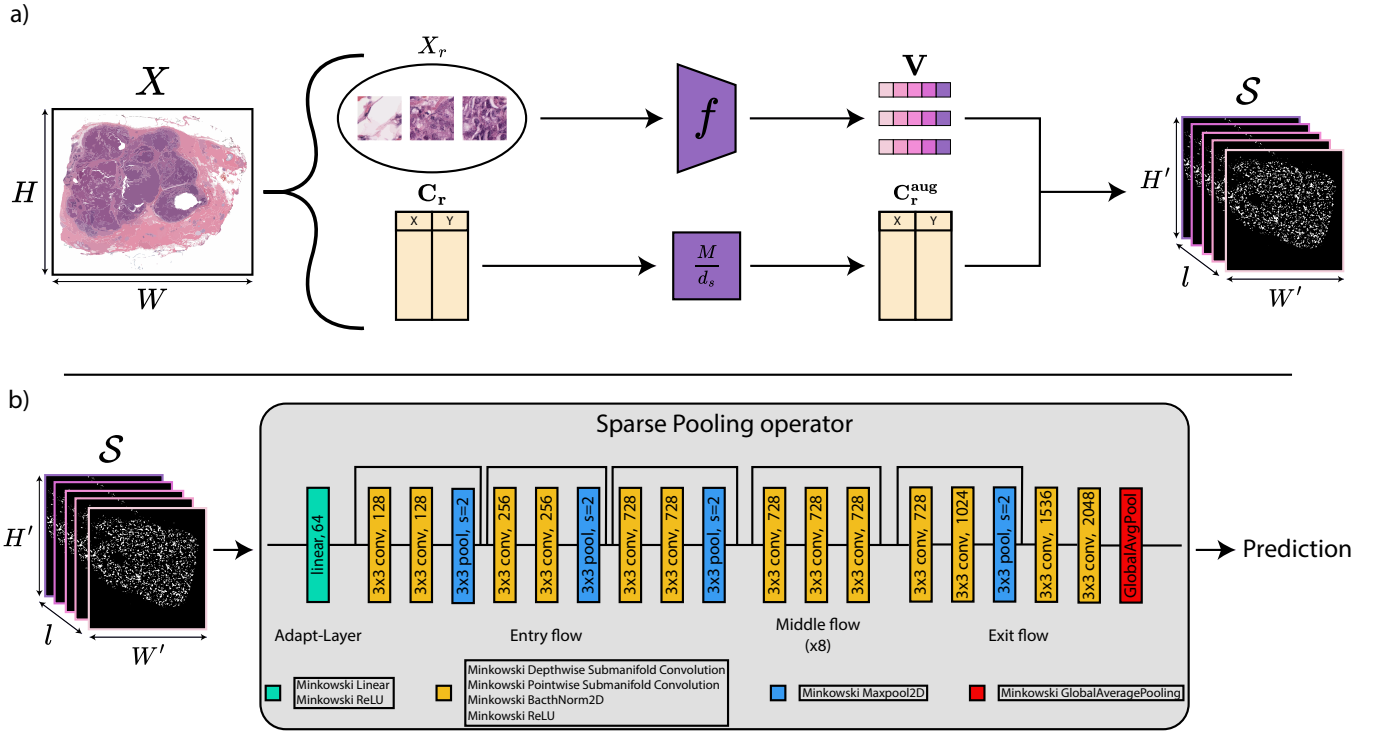 a)
X
H
W
X_r
C_r
X Y
f
M
d_s
V
C_r^aug
X Y
S
H'
l
W'
b)
S
H'
l
W'
Sparse Pooling operator
linear, 64
3x3 conv, 128
3x3 conv, 128
3x3 pool, s=2
3x3 conv, 256
3x3 conv, 256
3x3 pool, s=2
3x3 conv, 728
3x3 conv, 728
3x3 pool, s=2
3x3 conv, 728
3x3 conv, 728
3x3 conv, 728
3x3 conv, 728
3x3 conv, 1024
3x3 pool, s=2
3x3 conv, 1536
3x3 conv, 2048
GlobalAvgPool
Prediction
Adapt-Layer
Entry flow
Middle flow
(x8)
Exit flow
Minkowski Linear
Minkowski ReLU
Minkowski Depthwise Submanifold Convolution
Minkowski Pointwise Submanifold Convolution
Minkowski BacthNorm2D
Minkowski ReLU
Minkowski Maxpool2D
Minkowski GlobalAveragePooling